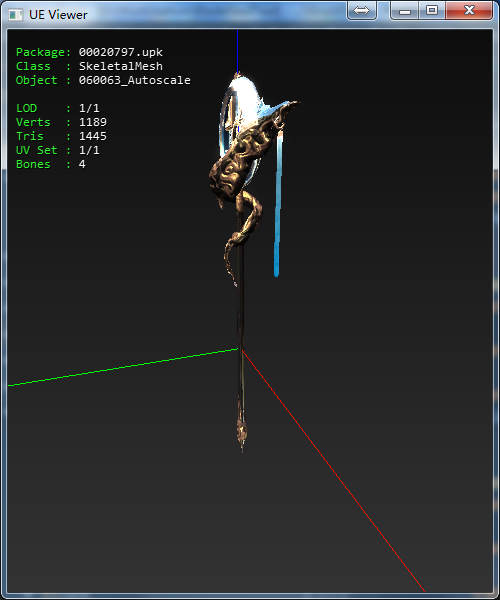 UE Viewer
Package: 00020797.upk
Class : SkeletalMesh
Object : 060063_Autoscale
LOD : 1/1
Verts : 1189
Tris : 1445
UV Set : 1/1
Bones : 4